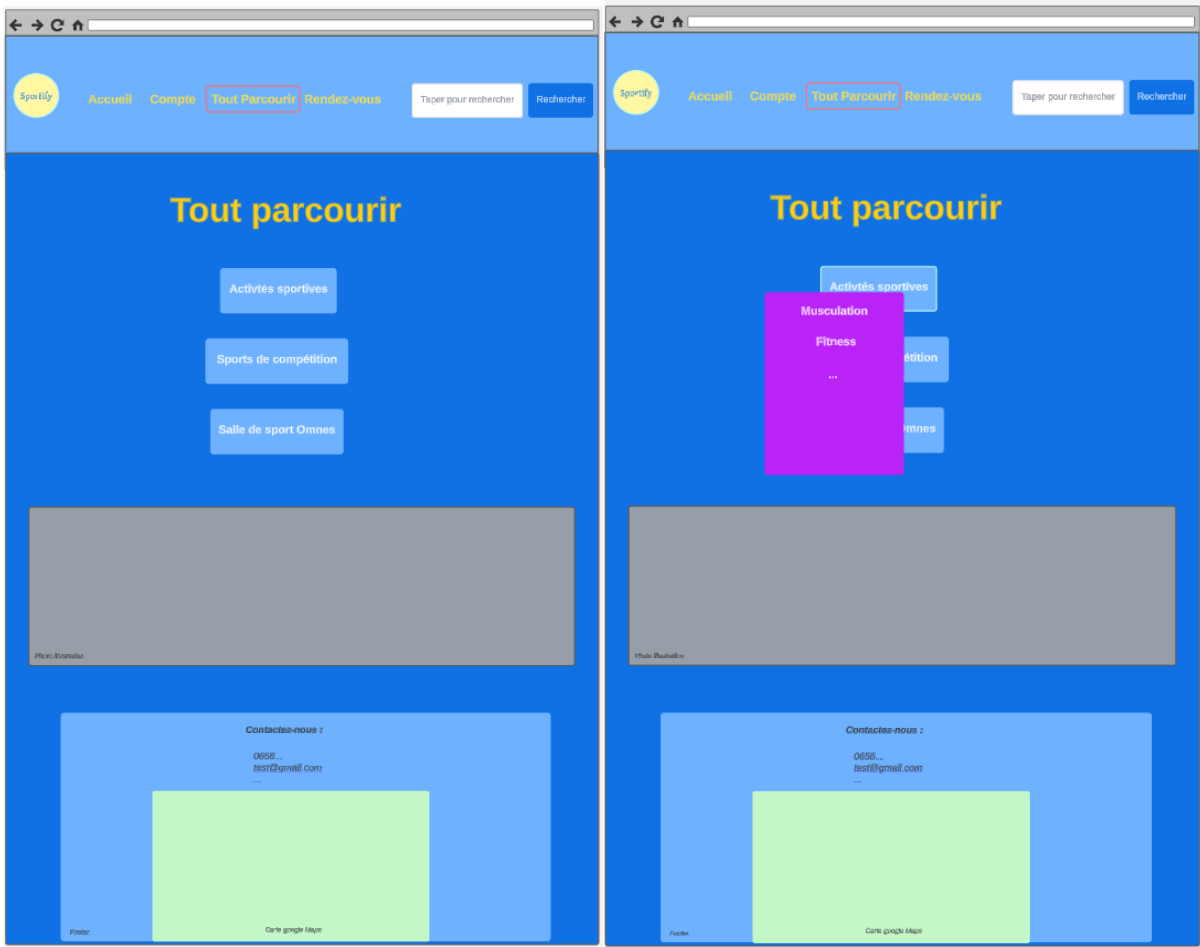 Sportify
Accueil Compte Tout Parcourir Rendez-vous
Taper pour rechercher
Rechercher
Tout parcourir
Activtés sportives
Sports de compétition
Salle de sport Omnes
Photo illustration
Contactez-nous :
0656...
test@gmail.com
...
Carte google Maps
Footer
Sportify
Accueil Compte Tout Parcourir Rendez-vous
Taper pour rechercher
Rechercher
Tout parcourir
Activtés sportives
Musculation
Fitness
étition
...
Omnes
Photo illustration
Contactez-nous :
0656...
test@gmail.com
...
Carte google Maps
Footer